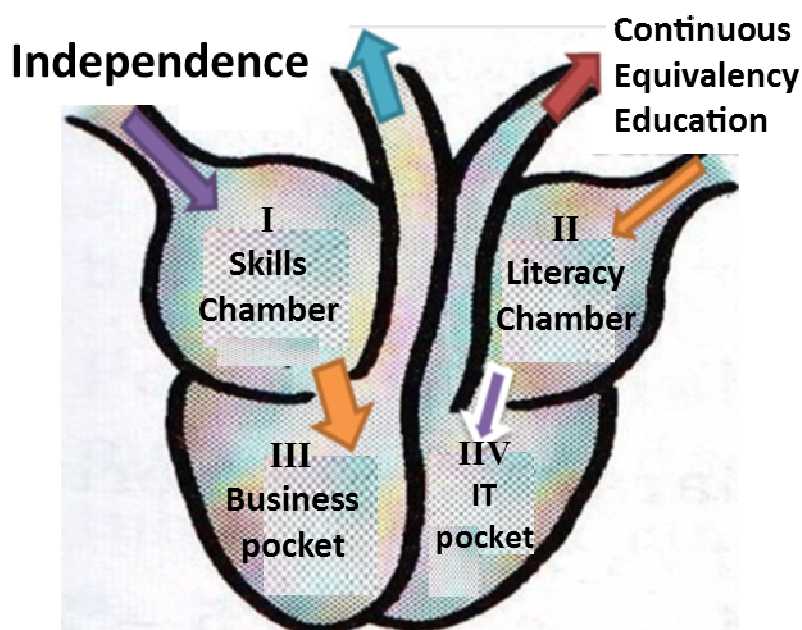 Independence
Continuous
Equivalency
Education
I
Skills
Chamber
II
Literacy
Chamber
III
Business
pocket
IIV
IT
pocket